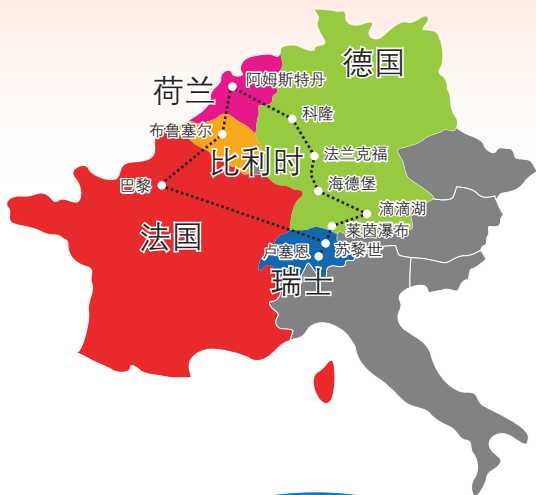 德国
荷兰
阿姆斯特丹
科隆
布鲁塞尔
法兰克福
比利时
巴黎
海德堡
滴滴湖
莱茵瀑布
法国
卢塞恩
苏黎世
瑞士